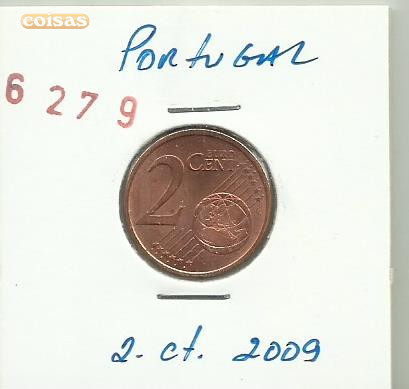 coisas
Portugal
6279
2 EURO
CENT
2. ct. 2009